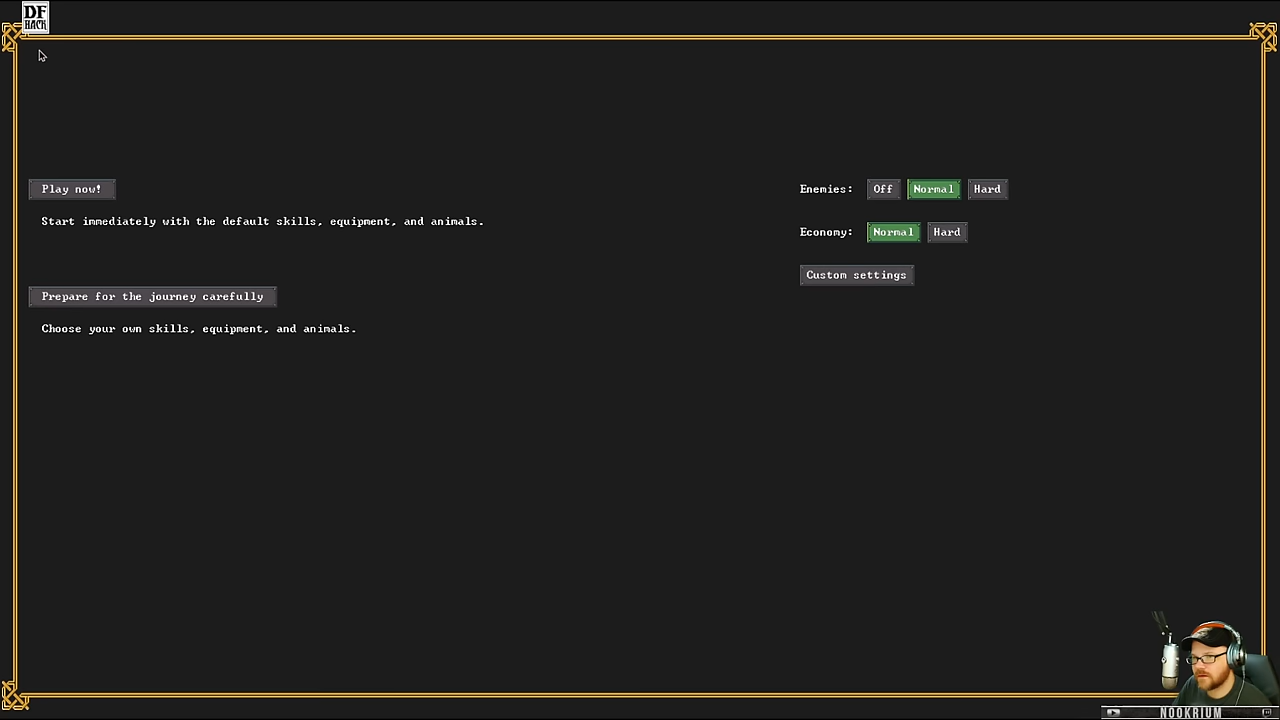 DF
HACK
Play now!
Start immediately with the default skills, equipment, and animals.
Prepare for the journey carefully
Choose your own skills, equipment, and animals.
Enemies: Off Normal Hard
Economy: Normal Hard
Custom settings
NOOKRIUM